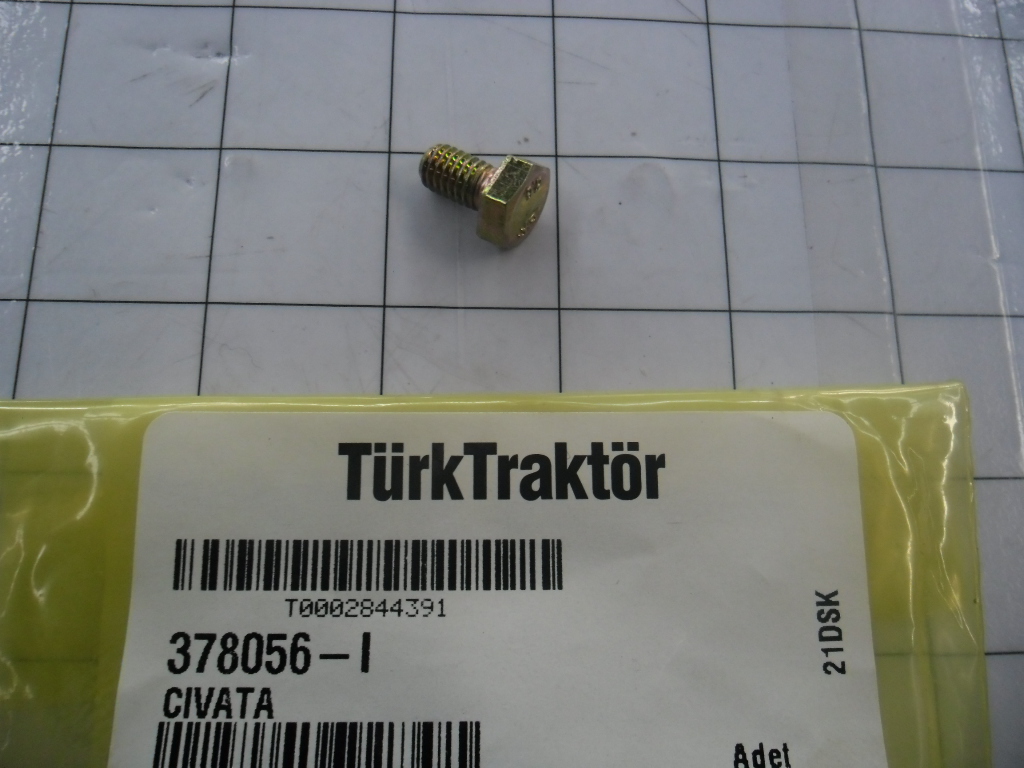 TürkTraktör
T0002844391
378056-I
CIVATA
21DSK
Adet